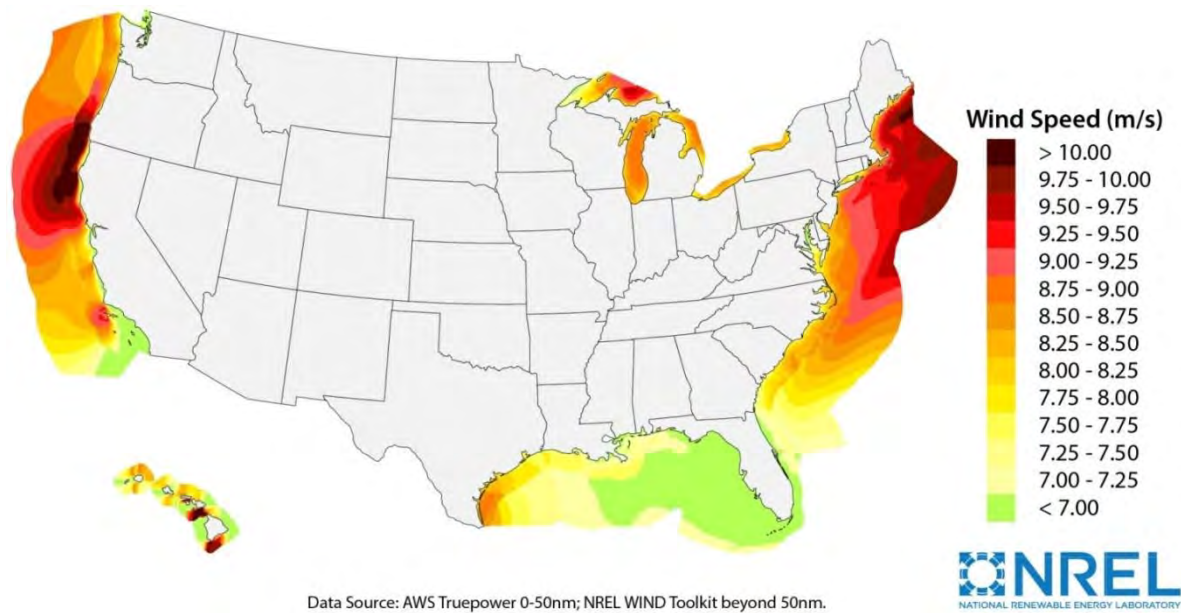 Wind Speed (m/s)
> 10.00
9.75 - 10.00
9.50 - 9.75
9.25 - 9.50
9.00 - 9.25
8.75 - 9.00
8.50 - 8.75
8.25 - 8.50
8.00 - 8.25
7.75 - 8.00
7.50 - 7.75
7.25 - 7.50
7.00 - 7.25
< 7.00
NREL
NATIONAL RENEWABLE ENERGY LABORATORY
Data Source: AWS Truepower 0-50nm; NREL WIND Toolkit beyond 50nm.